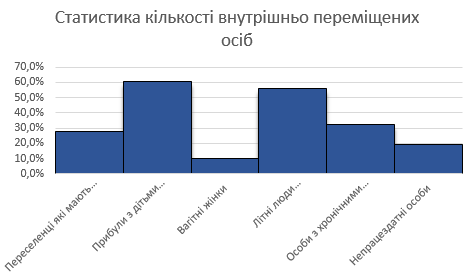 Статистика кількості внутрішньо переміщених
осіб
70,0%
60,0%
50,0%
40,0%
30,0%
20,0%
10,0%
0,0%
Переселенці які мають...
Прибули з дітьми...
Вагітні жінки
Літні люди...
Особи з хронічними...
Непрацездатні особи